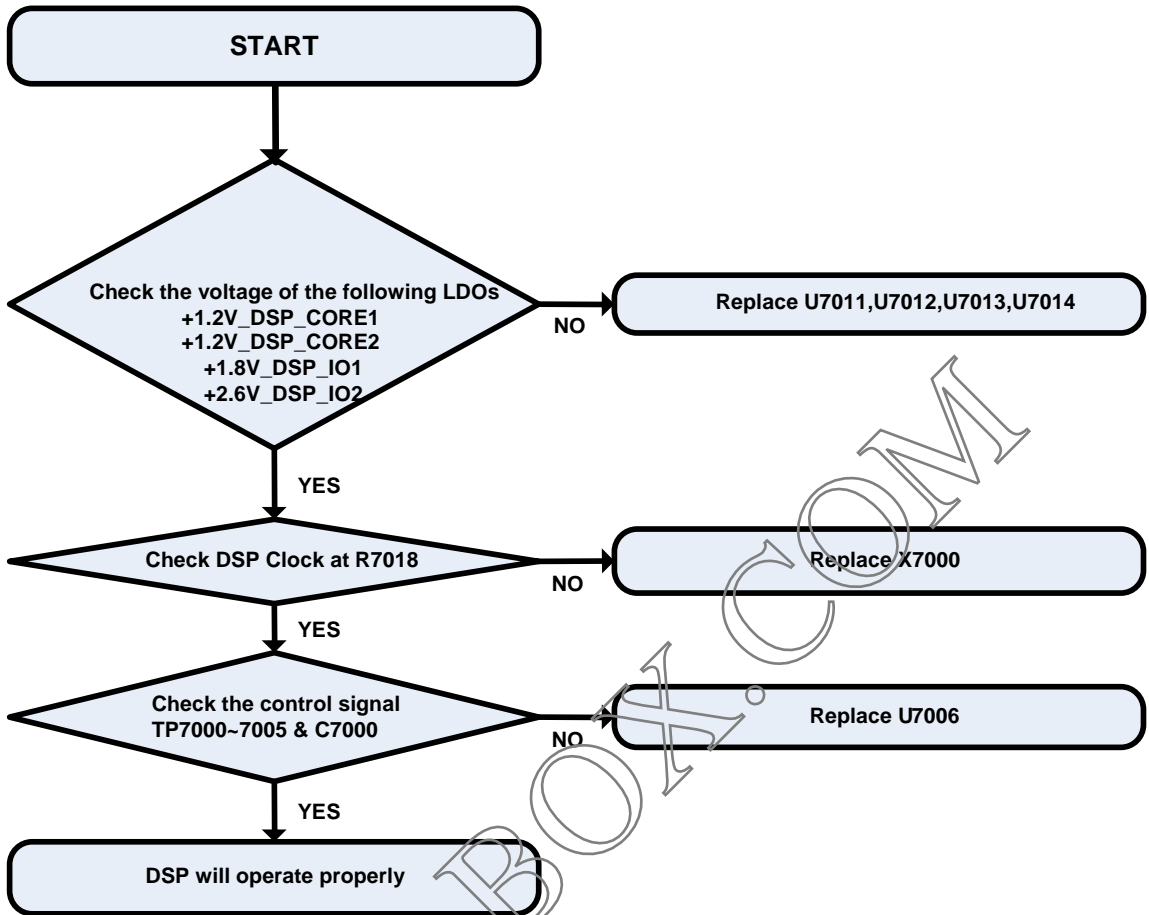 START
Check the voltage of the following LDOs
+1.2V_DSP_CORE1
+1.2V_DSP_CORE2
+1.8V_DSP_IO1
+2.6V_DSP_IO2
NO
Replace U7011,U7012,U7013,U7014
YES
Check DSP Clock at R7018
NO
Replace X7000
YES
Check the control signal
TP7000~7005 & C7000
NO
Replace U7006
YES
DSP will operate properly
BOX.COM